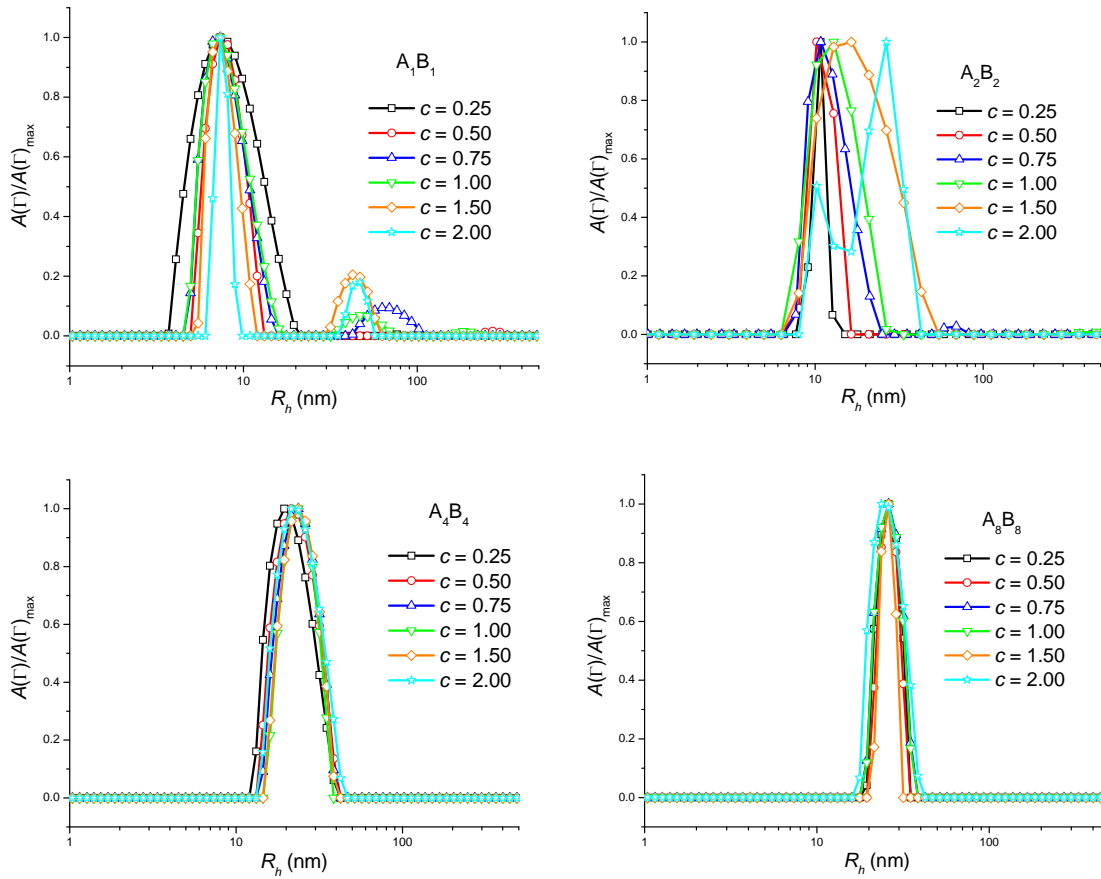 A(Γ)/A(Γ)max
1.0
0.8
0.6
0.4
0.2
0.0
A1B1
c = 0.25
c = 0.50
c = 0.75
c = 1.00
c = 1.50
c = 2.00
1 10 100
Rh (nm)
A(Γ)/A(Γ)max
1.0
0.8
0.6
0.4
0.2
0.0
A2B2
c = 0.25
c = 0.50
c = 0.75
c = 1.00
c = 1.50
c = 2.00
1 10 100
Rh (nm)
A(Γ)/A(Γ)max
1.0
0.8
0.6
0.4
0.2
0.0
A4B4
c = 0.25
c = 0.50
c = 0.75
c = 1.00
c = 1.50
c = 2.00
1 10 100
Rh (nm)
A(Γ)/A(Γ)max
1.0
0.8
0.6
0.4
0.2
0.0
A8B8
c = 0.25
c = 0.50
c = 0.75
c = 1.00
c = 1.50
c = 2.00
1 10 100
Rh (nm)